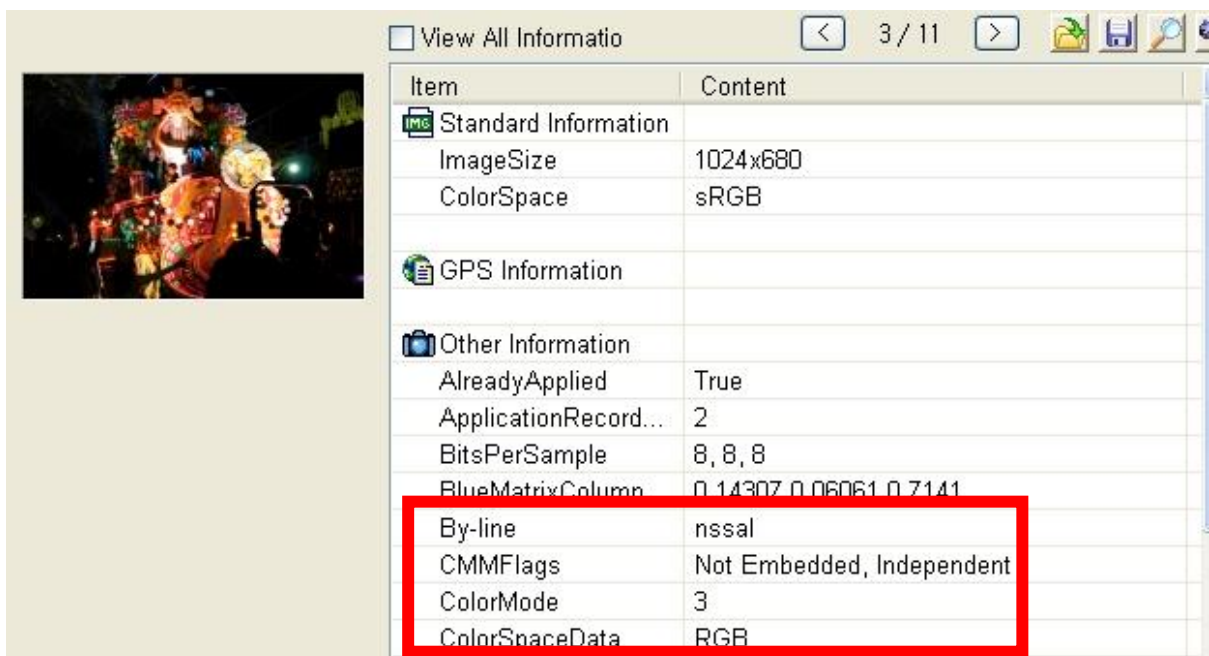 View All Informatio
3 / 11
Item Content
IMG Standard Information
ImageSize 1024x680
ColorSpace sRGB
GPS Information
Other Information
AlreadyApplied True
ApplicationRecord... 2
BitsPerSample 8, 8, 8
BlueMatrixColumn 0.14307 0.06061 0.7141
By-line nssal
CMMFlags Not Embedded, Independent
ColorMode 3
ColorSpaceData RGB